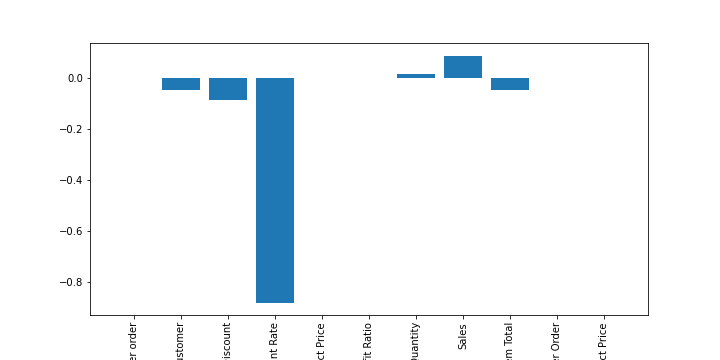 0.0
−0.2
−0.4
−0.6
−0.8
er order
ustomer
iscount
nt Rate
ct Price
fit Ratio
Quantity
Sales
em Total
er Order
ct Price